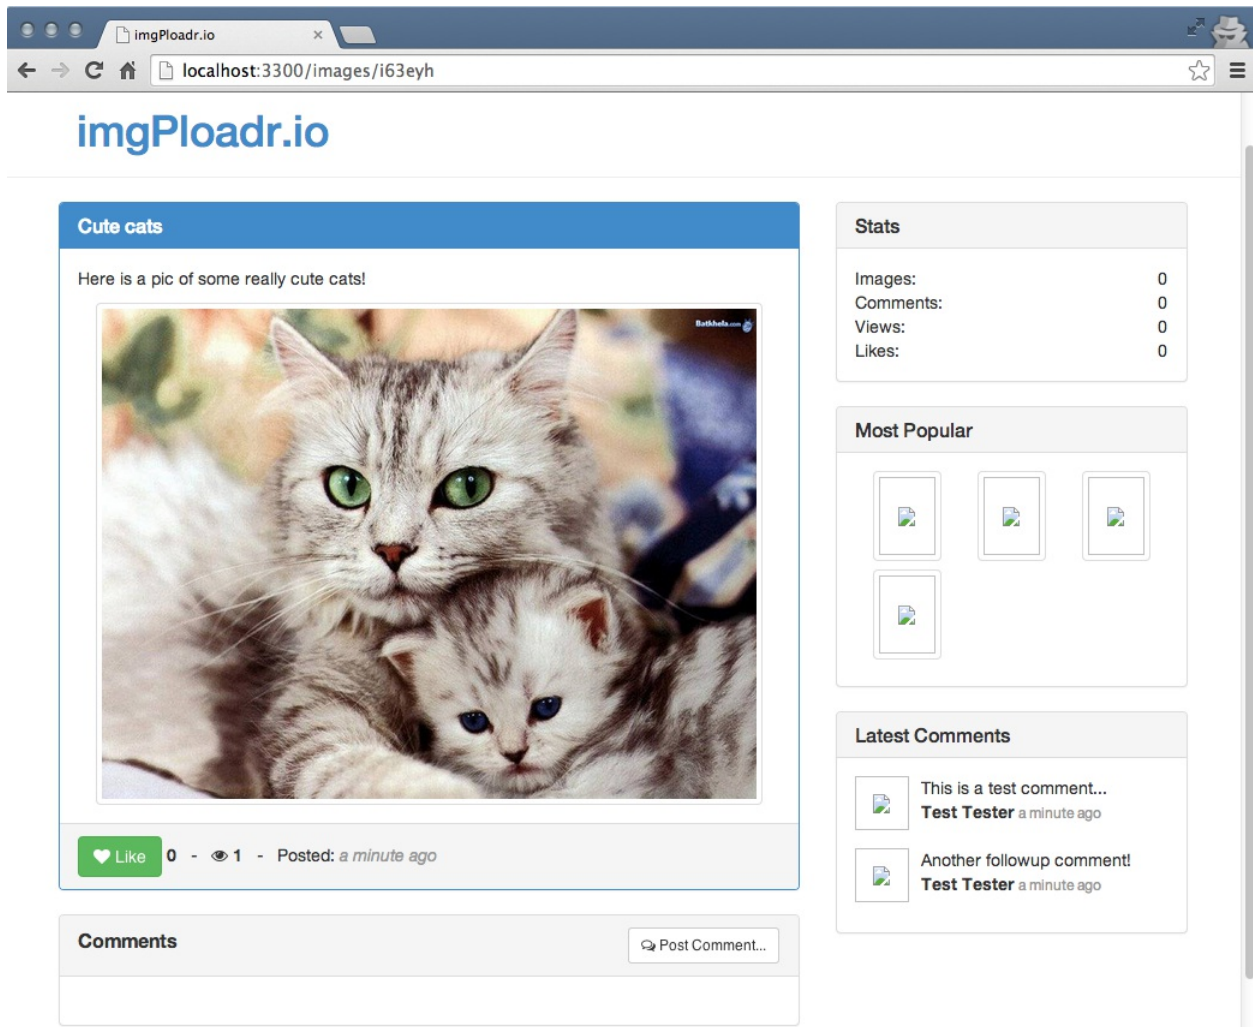 imgPloadr.io
localhost:3300/images/i63eyh
imgPloadr.io
Cute cats
Here is a pic of some really cute cats!
Batkhela.com
Like 0 - 1 - Posted: a minute ago
Comments
Post Comment...
Stats
Images: 0
Comments: 0
Views: 0
Likes: 0
Most Popular
Latest Comments
This is a test comment...
Test Tester a minute ago
Another followup comment!
Test Tester a minute ago